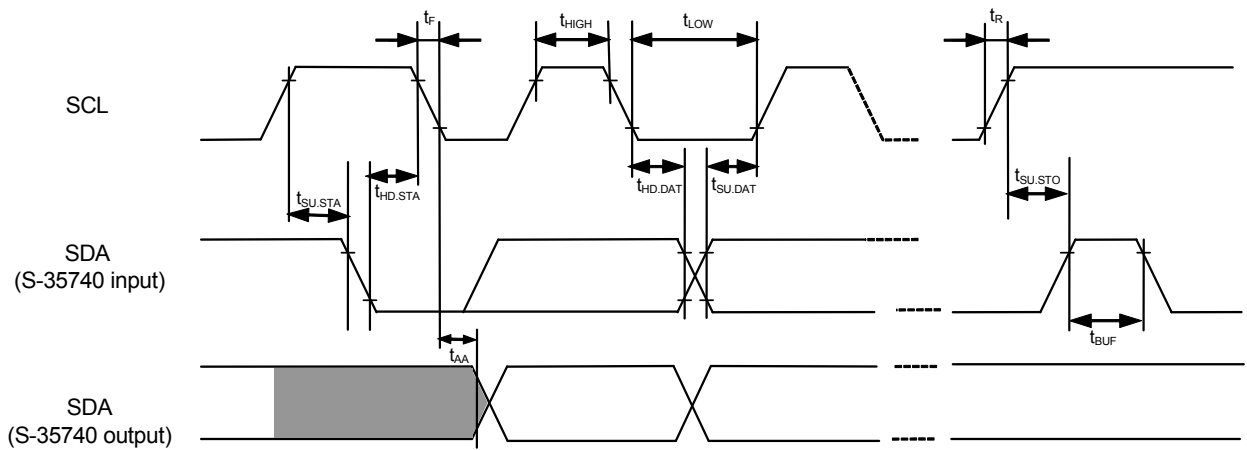 tF
tHIGH
tLOW
tR
SCL
tSU.STA
tHD.STA
tHD.DAT
tSU.DAT
tSU.STO
SDA
(S-35740 input)
tBUF
tAA
SDA
(S-35740 output)